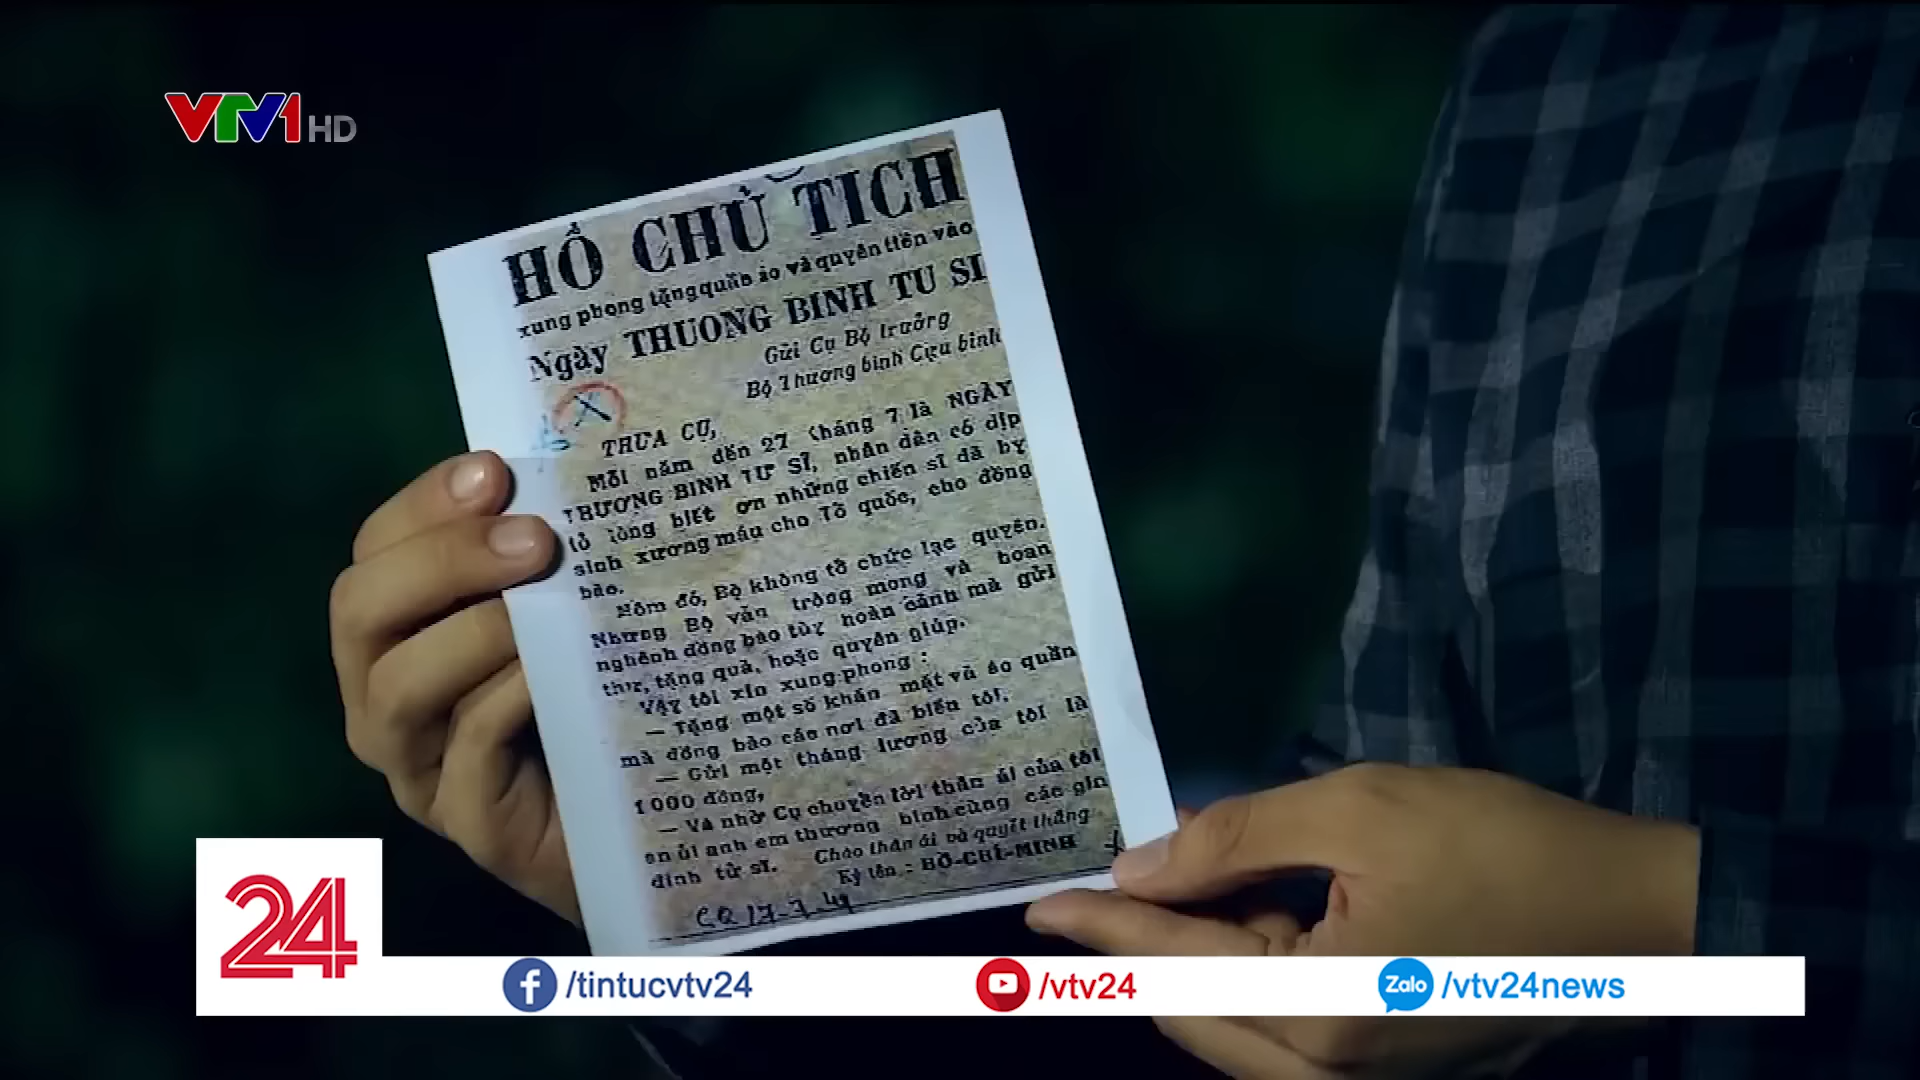 VTV1 HD
HỒ CHỦ TỊCH
xung phong tặng quần áo và quyên tiền vào
Ngày THUONG BINH TU SI
Gửi Cụ Bộ trưởng
Bộ Thương binh Cựu binh
THƯA CỤ,
Mỗi năm đến 27 tháng 7 là NGÀY
THƯƠNG BINH TỬ SĨ, nhân dân có dịp
tỏ lòng biết ơn những chiến sĩ đã hy
sinh xương máu cho Tổ quốc, cho đồng
bào.
Hôm đó, Bộ không tổ chức lạc quyên.
Nhưng Bộ vẫn trông mong và hoan
nghênh đồng bào tùy hoàn cảnh mà gửi
thư, tặng quà, hoặc quyên giúp.
Vậy tôi xin xung phong :
— Tặng một số khăn mặt và áo quần
mà đồng bào các nơi đã biếu tôi.
— Gửi một tháng lương của tôi là
1000 đồng,
— Và nhờ Cụ chuyển lời thân ái của tôi
an ủi anh em thương binh cùng các gia
đình tử sĩ.
Chào thân ái và quyết thắng
Ký tên : HỒ-CHÍ-MINH
CQ 17-7-49
24
/tintucvtv24
/vtv24
Zalo /vtv24news